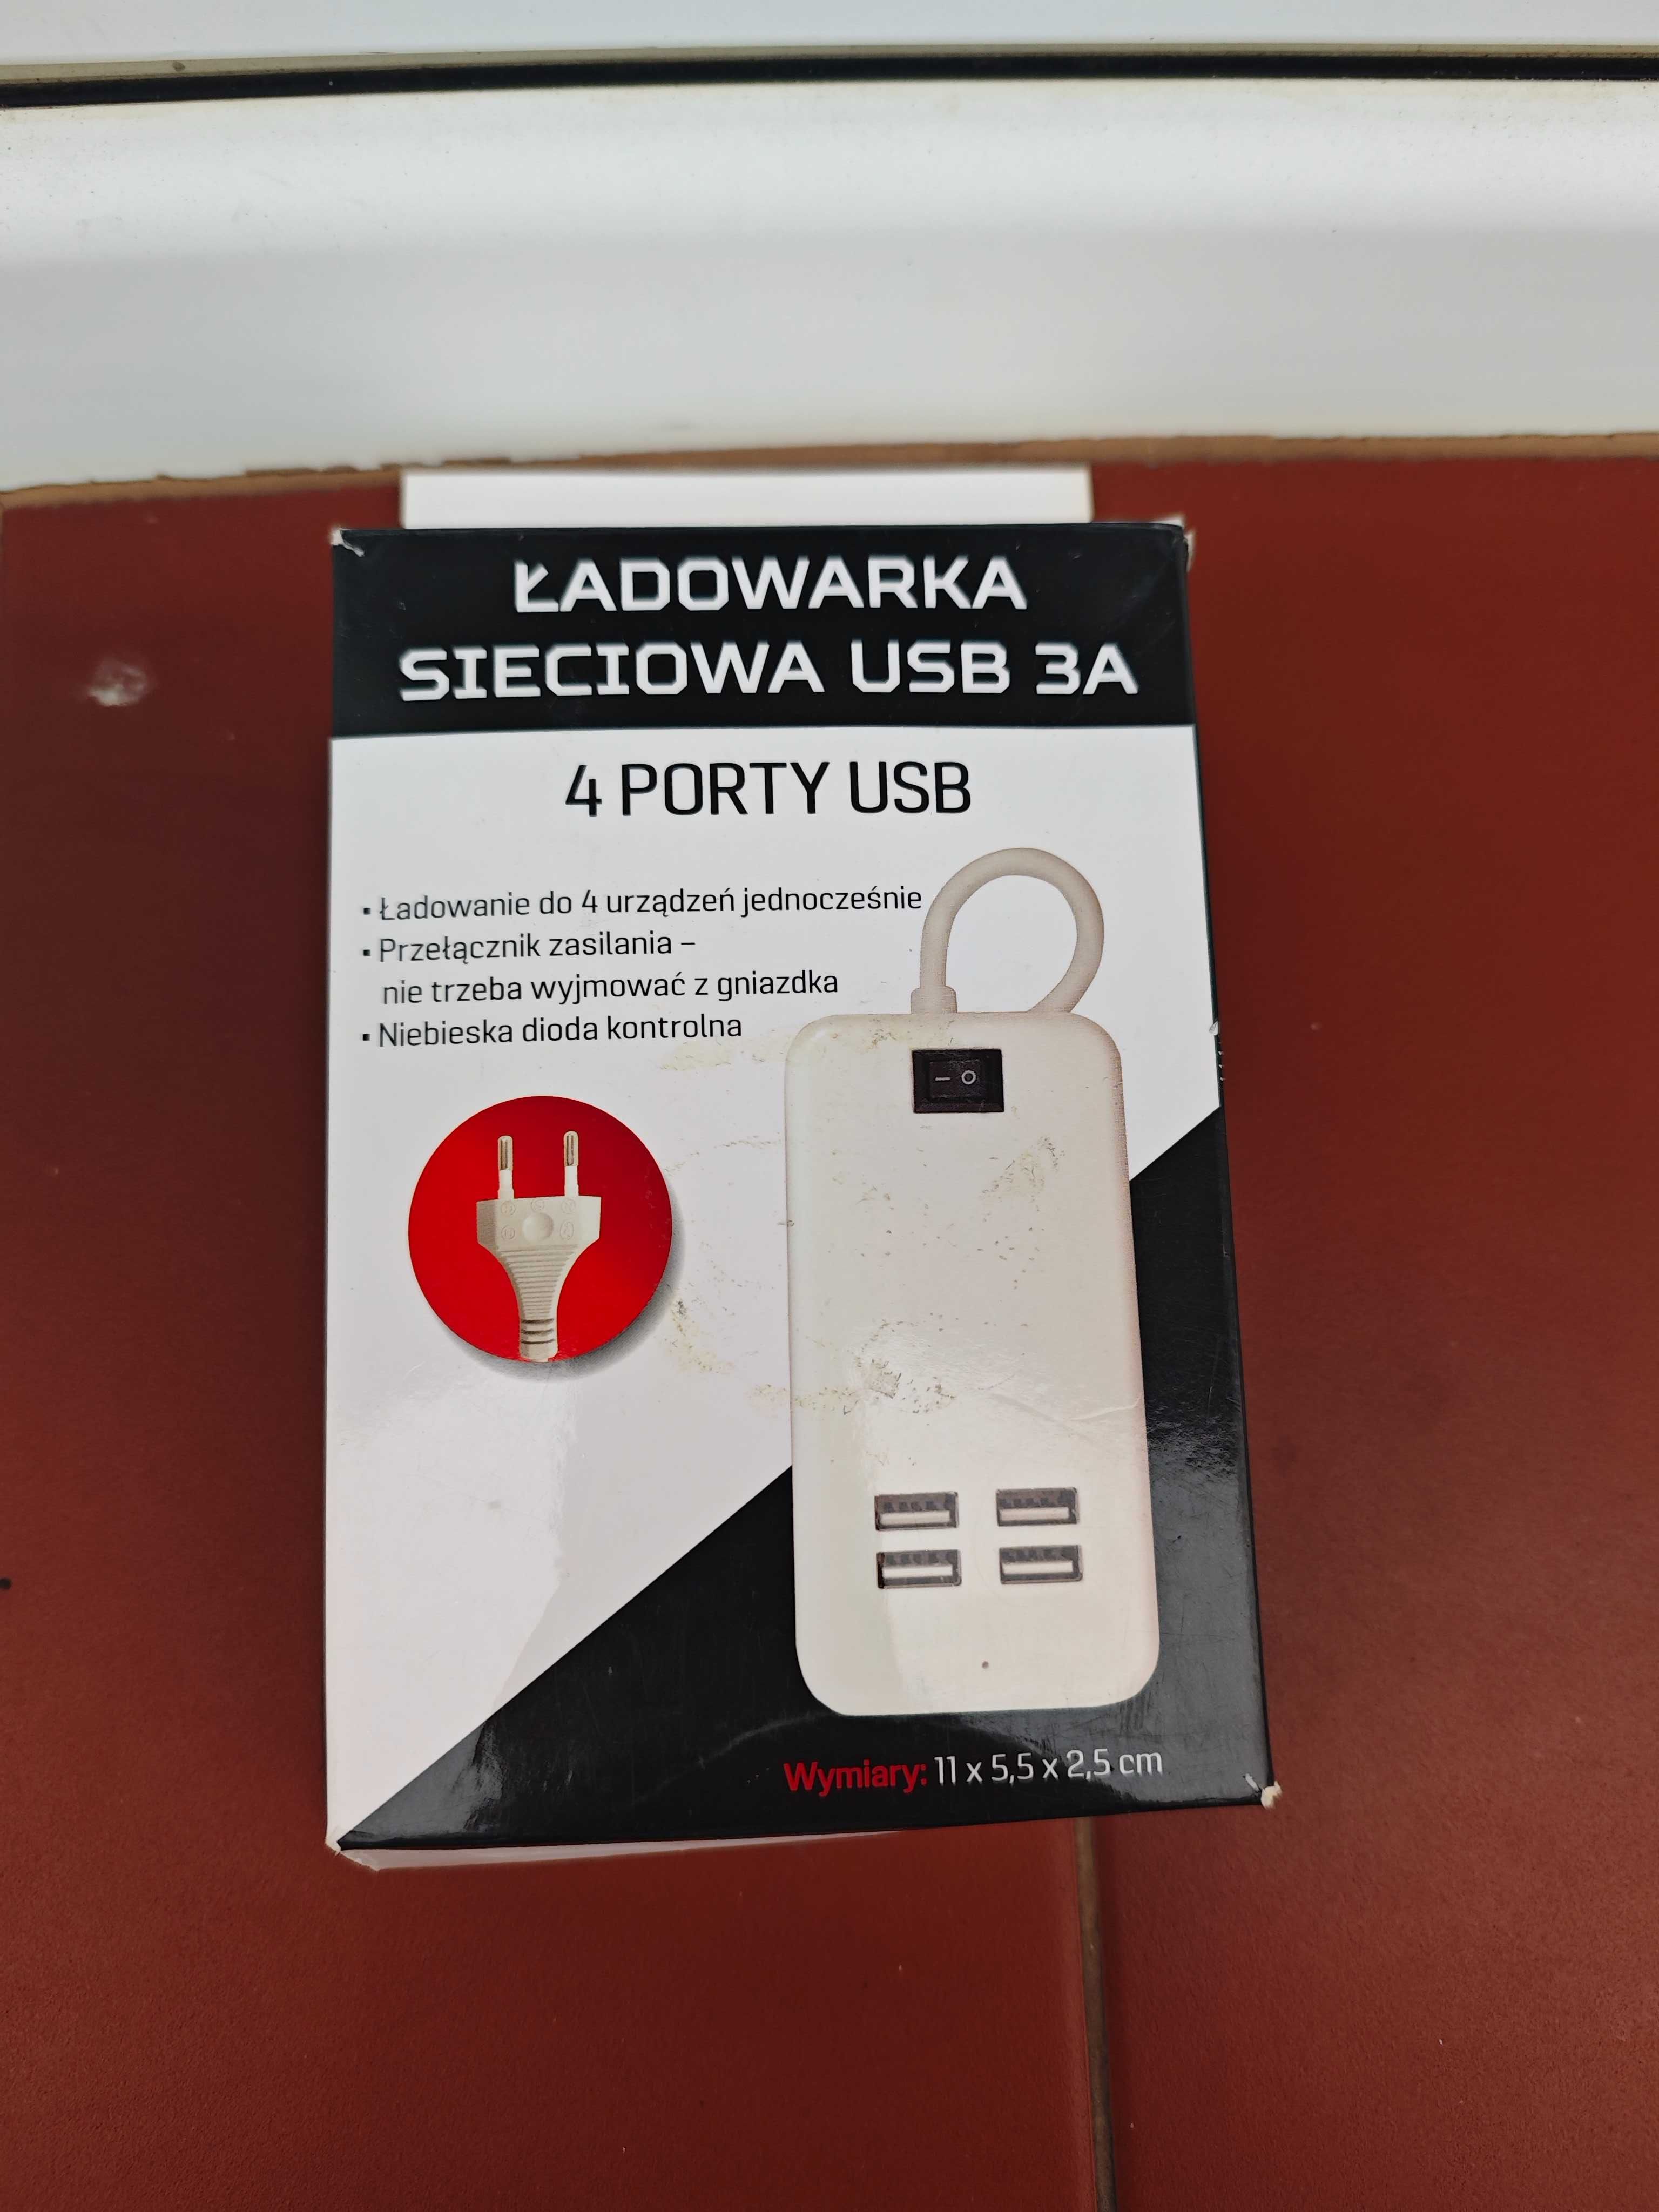 ŁADOWARKA
SIECIOWA USB 3A
4 PORTY USB
▪ Ładowanie do 4 urządzeń jednocześnie
▪ Przełącznik zasilania –
nie trzeba wyjmować z gniazdka
▪ Niebieska dioda kontrolna
– O
Wymiary: 11 x 5,5 x 2,5 cm